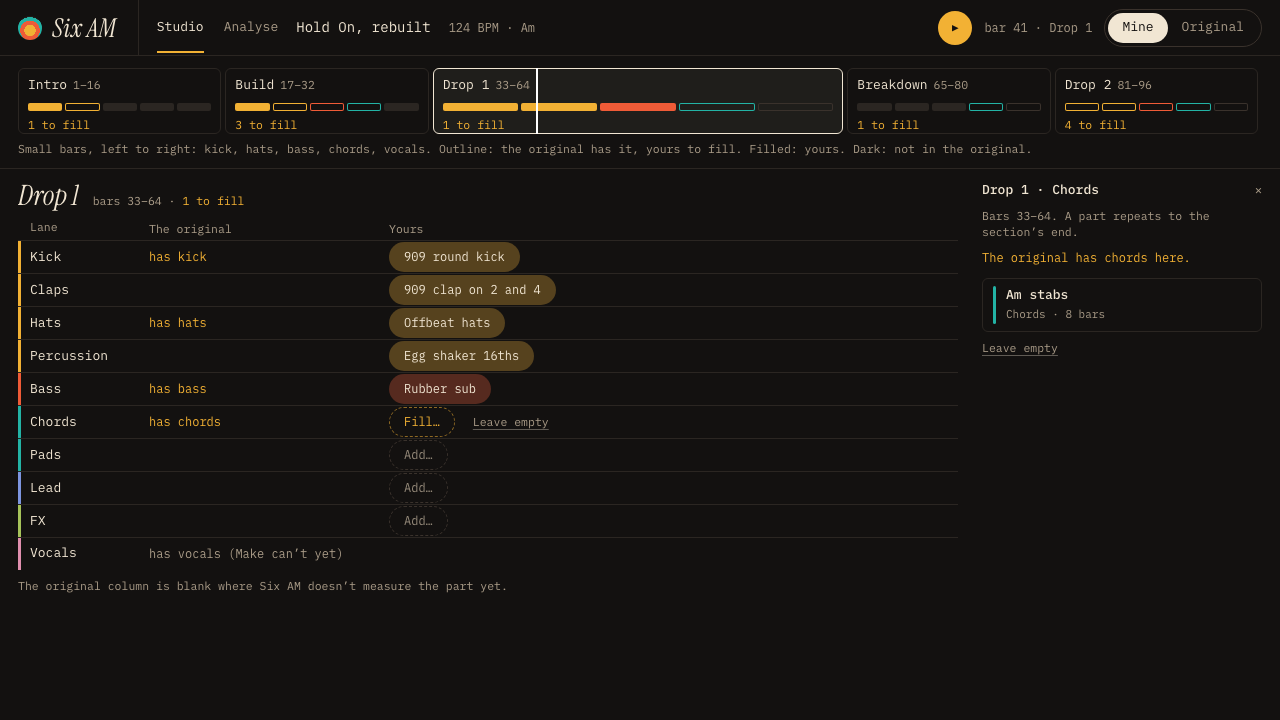 Six AM
Studio Analyse Hold On, rebuilt 124 BPM · Am
bar 41 · Drop 1 Mine Original
Intro 1–16
1 to fill
Build 17–32
3 to fill
Drop 1 33–64
1 to fill
Breakdown 65–80
1 to fill
Drop 2 81–96
4 to fill
Small bars, left to right: kick, hats, bass, chords, vocals. Outline: the original has it, yours to fill. Filled: yours. Dark: not in the original.
Drop 1 bars 33–64 · 1 to fill
Lane The original Yours
Kick has kick 909 round kick
Claps 909 clap on 2 and 4
Hats has hats Offbeat hats
Percussion Egg shaker 16ths
Bass has bass Rubber sub
Chords has chords Fill… Leave empty
Pads Add…
Lead Add…
FX Add…
Vocals has vocals (Make can’t yet)
The original column is blank where Six AM doesn’t measure the part yet.
Drop 1 · Chords ×
Bars 33–64. A part repeats to the
section’s end.
The original has chords here.
Am stabs
Chords · 8 bars
Leave empty